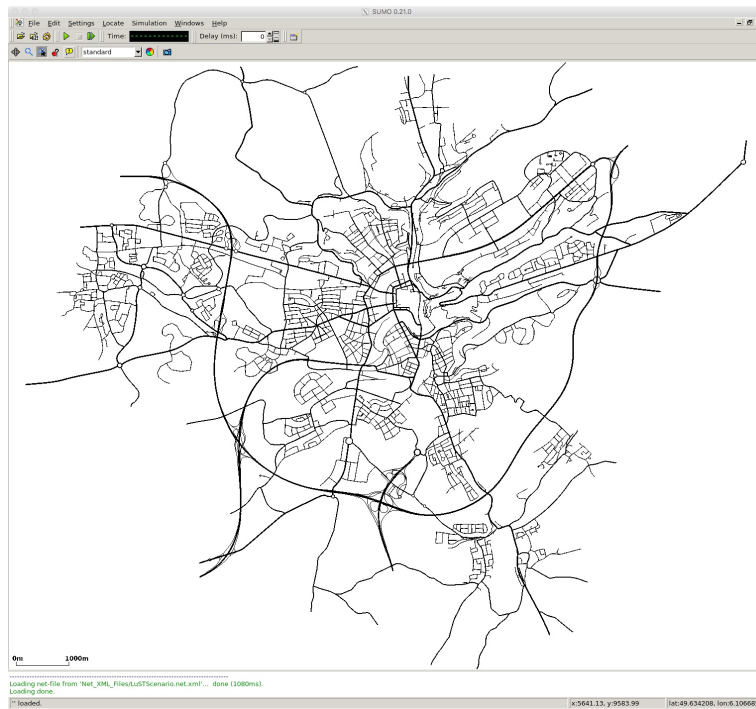 SUMO 0.21.0
File Edit Settings Locate Simulation Windows Help
Time: Delay (ms): 0
standard
0m 1000m
Loading net-file from 'Net_XML_Files/LuSTScenario.net.xml'... done (1080ms).
Loading done.
'' loaded. x:5641.13, y:9583.99 lat:49.634208, lon:6.10668